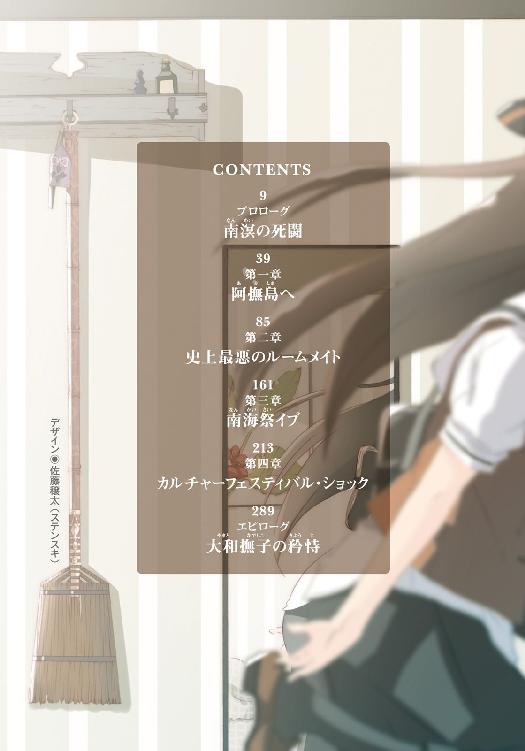 CONTENTS
9
プロローグ
南溟の死闘
39
第一章
阿撫島へ
85
第二章
史上最悪のルームメイト
161
第三章
南海祭イブ
213
第四章
カルチャーフェスティバル・ショック
289
エピローグ
大和撫子の矜恃
デザイン◉佐藤穣太（ステンスキ）